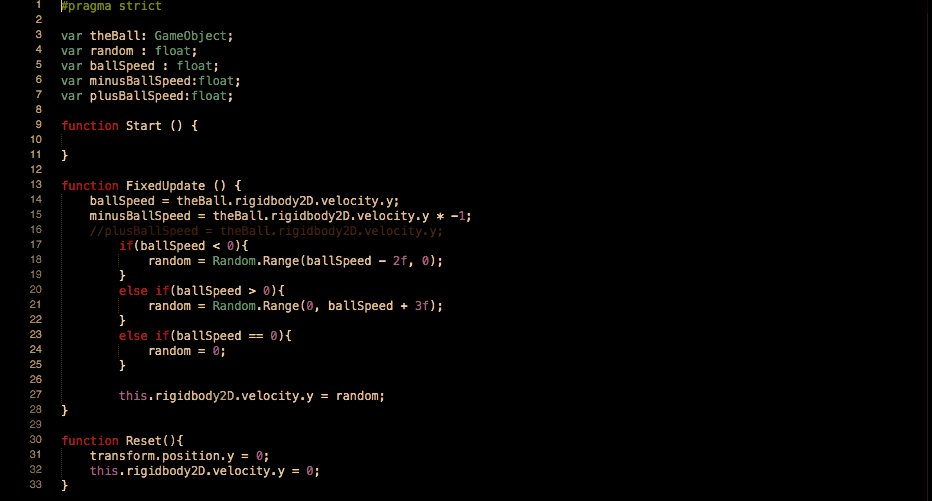 1 #pragma strict
2
3 var theBall: GameObject;
4 var random : float;
5 var ballSpeed : float;
6 var minusBallSpeed:float;
7 var plusBallSpeed:float;
8
9 function Start () {
10
11 }
12
13 function FixedUpdate () {
14     ballSpeed = theBall.rigidbody2D.velocity.y;
15     minusBallSpeed = theBall.rigidbody2D.velocity.y * -1;
16     //plusBallSpeed = theBall.rigidbody2D.velocity.y;
17         if(ballSpeed < 0){
18             random = Random.Range(ballSpeed - 2f, 0);
19         }
20         else if(ballSpeed > 0){
21             random = Random.Range(0, ballSpeed + 3f);
22         }
23         else if(ballSpeed == 0){
24             random = 0;
25         }
26
27         this.rigidbody2D.velocity.y = random;
28 }
29
30 function Reset(){
31     transform.position.y = 0;
32     this.rigidbody2D.velocity.y = 0;
33 }